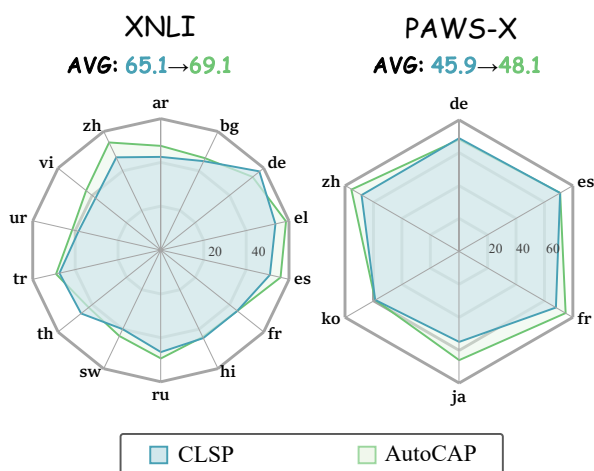 XNLI
AVG: 65.1→69.1
ar
bg
de
el
es
fr
hi
ru
sw
th
tr
ur
vi
zh
20
40
PAWS-X
AVG: 45.9→48.1
de
es
fr
ja
ko
zh
20
40
60
CLSP
AutoCAP